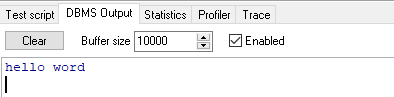 Test script DBMS Output Statistics Profiler Trace
Clear Buffer size 10000 Enabled
hello word